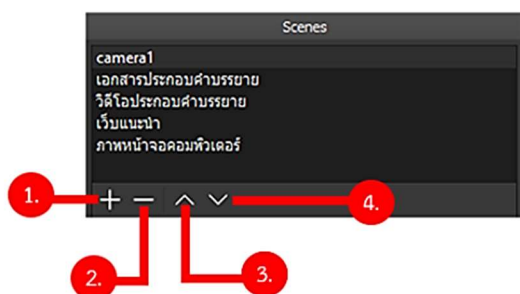 Scenes
camera1
เอกสารประกอบคำบรรยาย
วิดีโอประกอบคำบรรยาย
เว็บแนะนำ
ภาพหน้าจอคอมพิวเตอร์
1.
4.
2.
3.